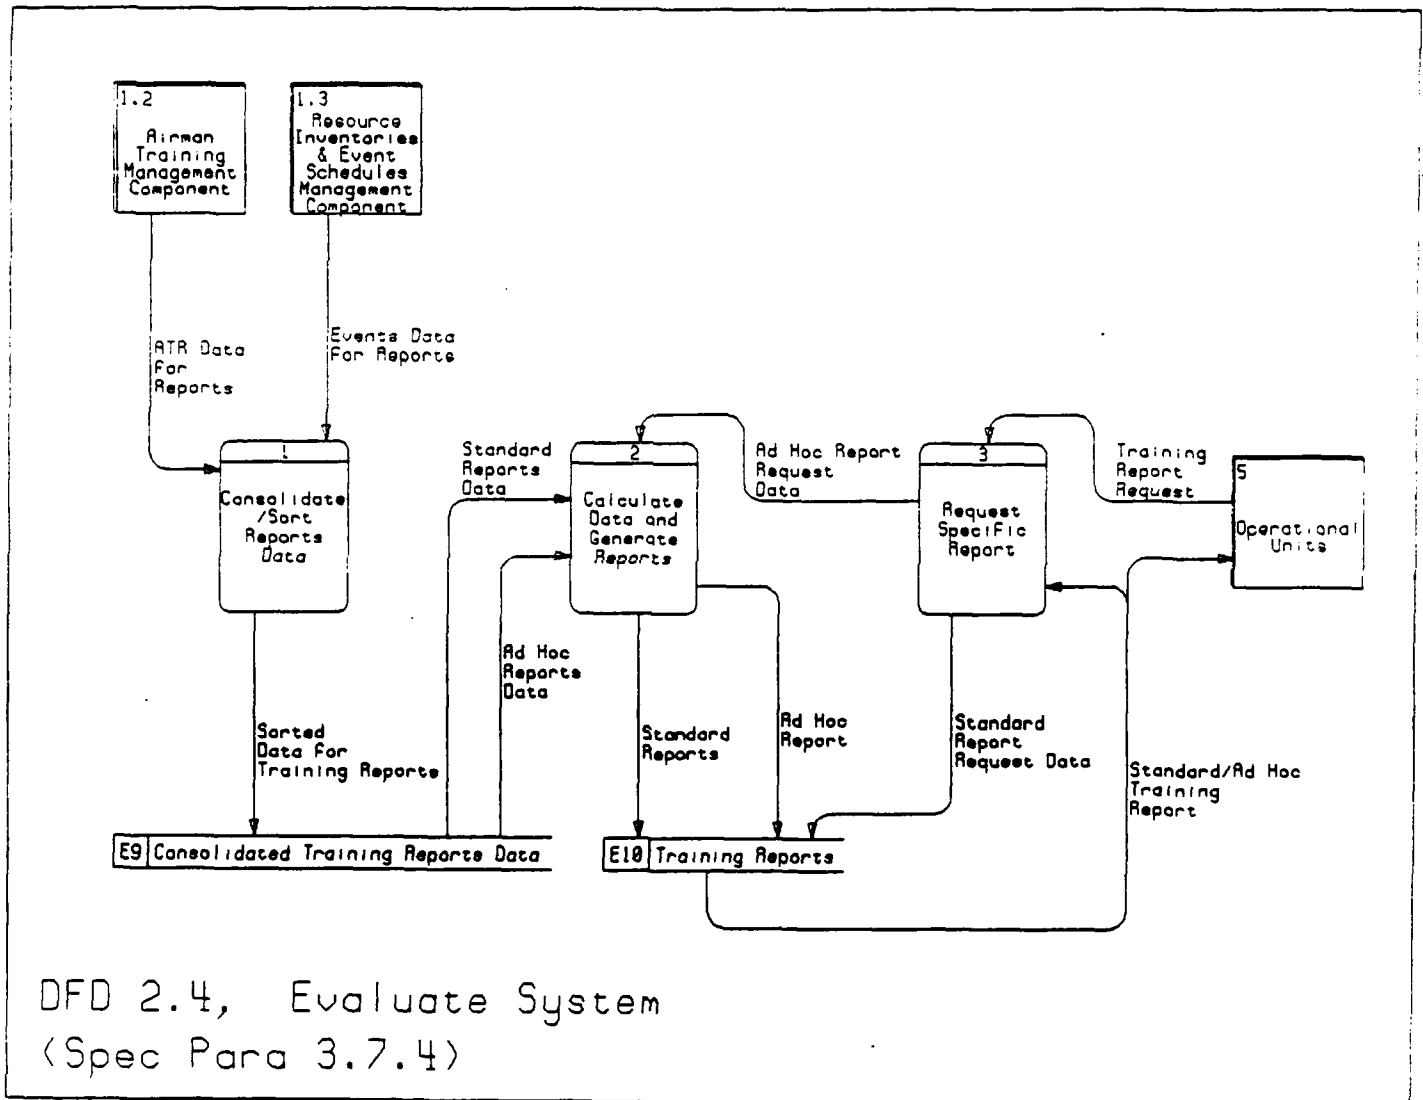 1.2
Airman
Training
Management
Component
1.3
Resource
Inventories
& Event
Schedules
Management
Component
ATR Data
For
Reports
Events Data
For Reports
1
Consolidate
/Sort
Reports
Data
Standard
Reports
Data
2
Calculate
Data and
Generate
Reports
Ad Hoc Report
Request
Data
3
Request
Specific
Report
Training
Report
Request
5
Operational
Units
Ad Hoc
Reports
Data
Sorted
Data For
Training Reports
Standard
Reports
Ad Hoc
Report
Standard
Report
Request Data
Standard/Ad Hoc
Training
Report
E9 Consolidated Training Reports Data
E10 Training Reports
DFD 2.4, Evaluate System
(Spec Para 3.7.4)